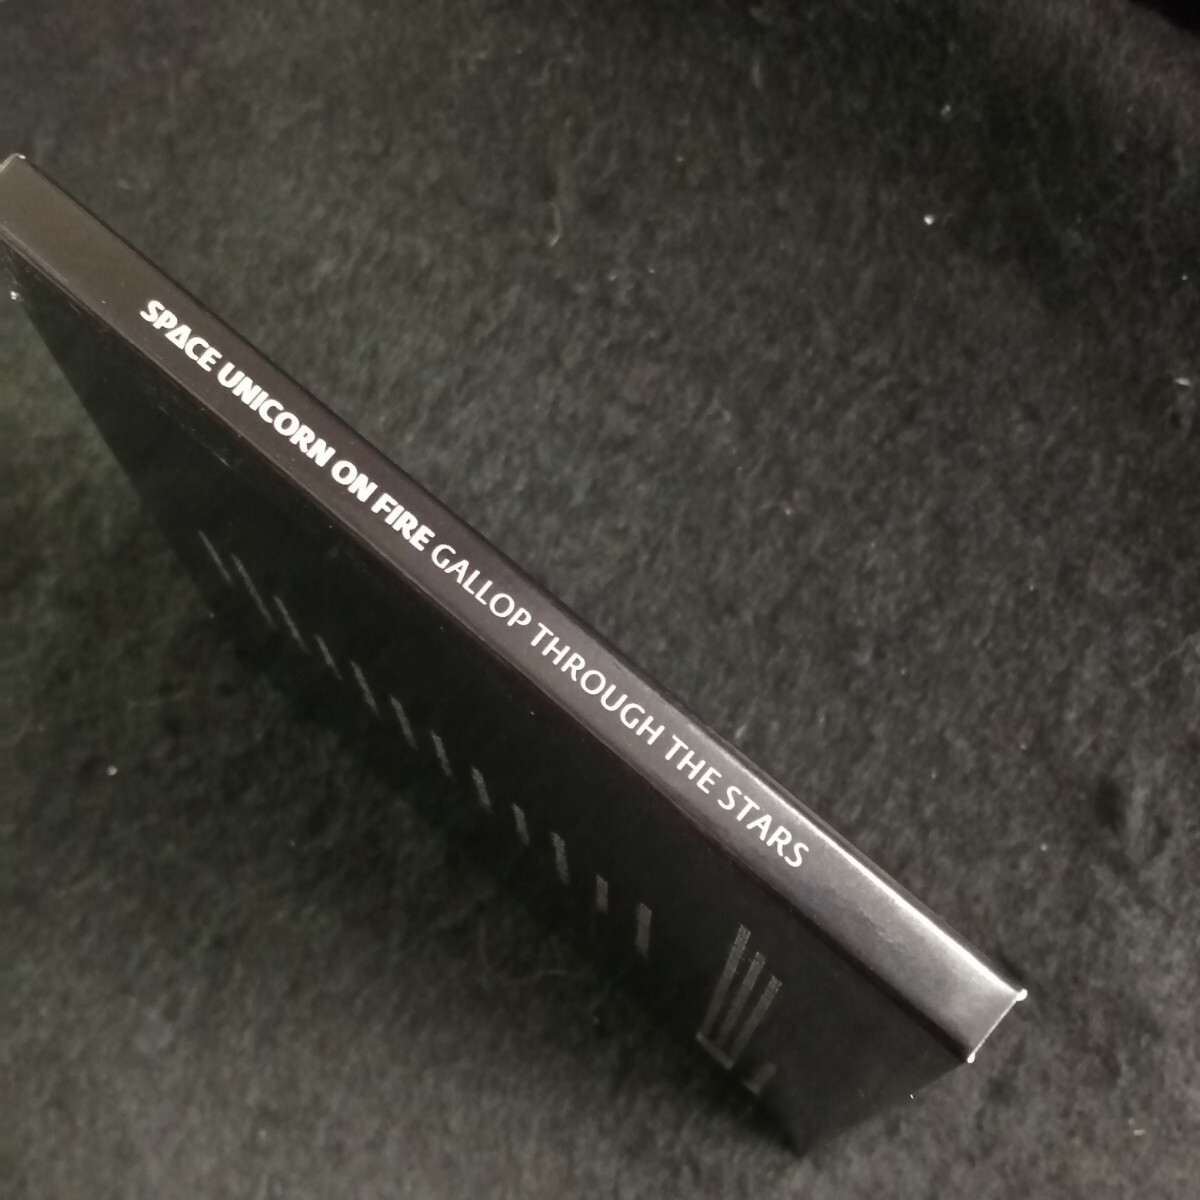 SPACE UNICORN ON FIRE GALLOP THROUGH THE STARS